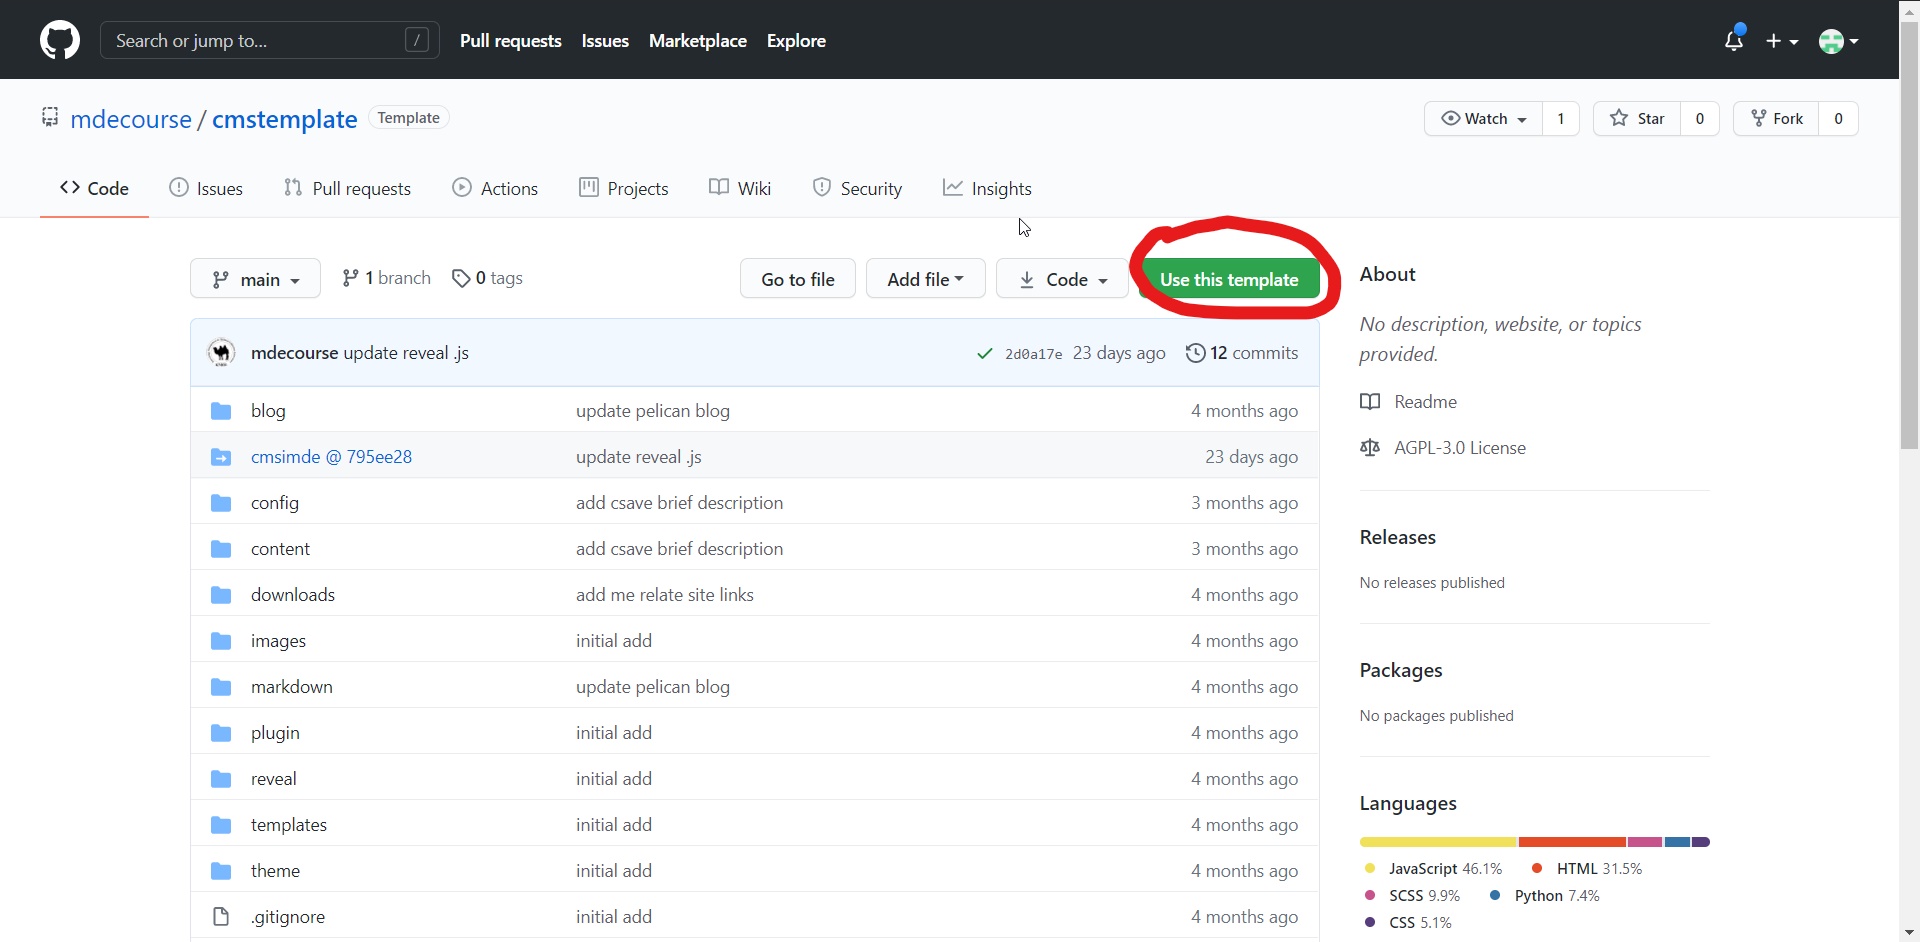 Search or jump to... / Pull requests Issues Marketplace Explore
mdecourse / cmstemplate Template Watch 1 Star 0 Fork 0
Code Issues Pull requests Actions Projects Wiki Security Insights
main 1 branch 0 tags Go to file Add file Code Use this template
mdecourse update reveal .js 2d0a17e 23 days ago 12 commits
blog update pelican blog 4 months ago
cmsimde @ 795ee28 update reveal .js 23 days ago
config add csave brief description 3 months ago
content add csave brief description 3 months ago
downloads add me relate site links 4 months ago
images initial add 4 months ago
markdown update pelican blog 4 months ago
plugin initial add 4 months ago
reveal initial add 4 months ago
templates initial add 4 months ago
theme initial add 4 months ago
.gitignore initial add 4 months ago
About
No description, website, or topics
provided.
Readme
AGPL-3.0 License
Releases
No releases published
Packages
No packages published
Languages
JavaScript 46.1% HTML 31.5%
SCSS 9.9% Python 7.4%
CSS 5.1%